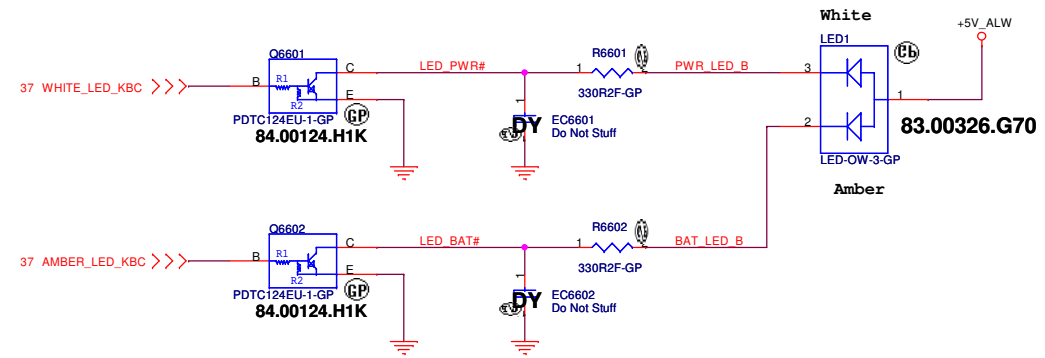 White
+5V_ALW
Q6601
R6601
LED1
Cb
C
LED_PWR#
1
PWR_LED_B
3
37 WHITE_LED_KBC
B
R1
R2
E
330R2F-GP
1
1
PDTC124EU-1-GP
GP
84.00124.H1K
DY
EC6601
Do Not Stuff
2
83.00326.G70
LED-OW-3-GP
Amber
Q6602
R6602
C
LED_BAT#
1
BAT_LED_B
37 AMBER_LED_KBC
B
R1
R2
E
330R2F-GP
1
PDTC124EU-1-GP
GP
84.00124.H1K
DY
EC6602
Do Not Stuff